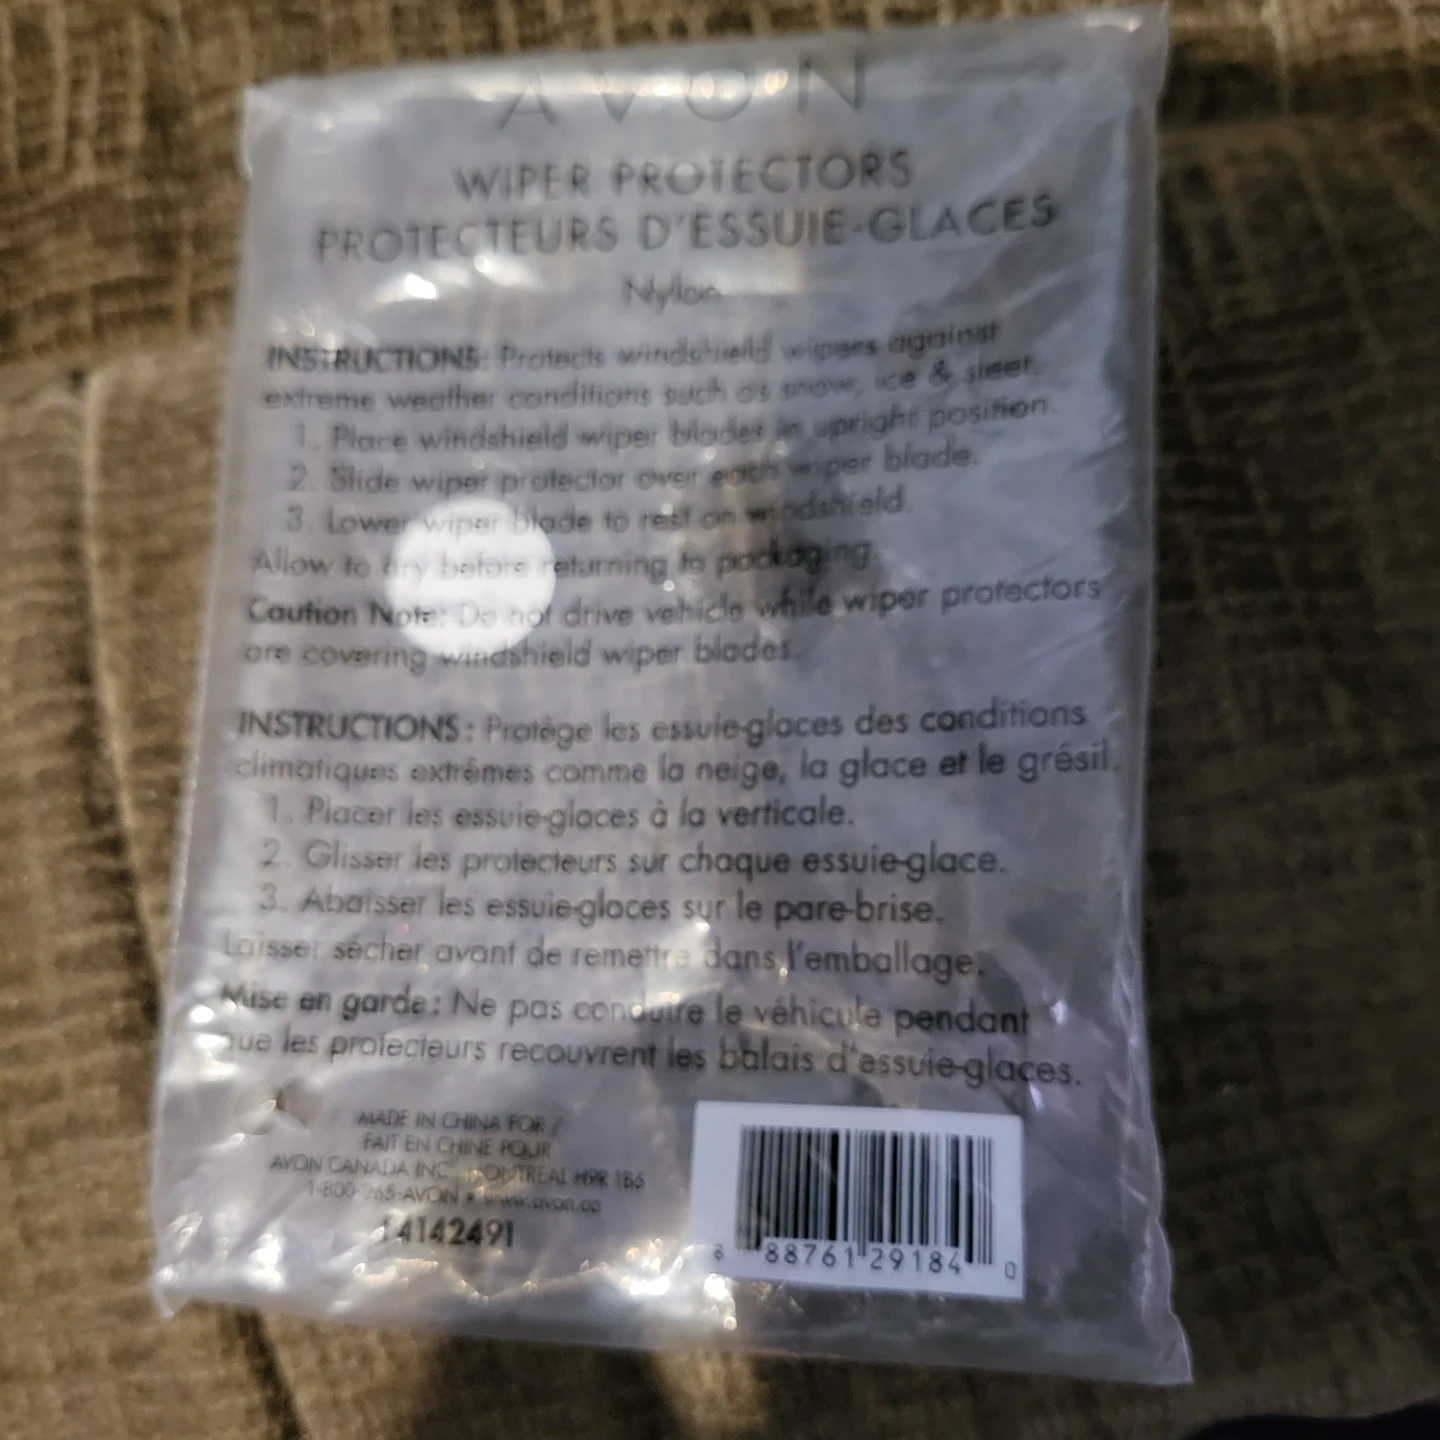 AVON
WIPER PROTECTORS
PROTECTEURS D'ESSUIE-GLACES
Nylon
INSTRUCTIONS: Protects windshield wipers against
extreme weather conditions such as snow, ice & sleet.
1. Place windshield wiper blades in upright position.
2. Slide wiper protector over each wiper blade.
3. Lower wiper blade to rest on windshield.
Allow to dry before returning to packaging.
Caution Note: Do not drive vehicle while wiper protectors
are covering windshield wiper blades.
INSTRUCTIONS : Protège les essuie-glaces des conditions
climatiques extrêmes comme la neige, la glace et le grésil.
1. Placer les essuie-glaces à la verticale.
2. Glisser les protecteurs sur chaque essuie-glace.
3. Abaisser les essuie-glaces sur le pare-brise.
Laisser sécher avant de remettre dans l'emballage.
Mise en garde : Ne pas conduire le véhicule pendant
que les protecteurs recouvrent les balais d'essuie-glaces.
MADE IN CHINA FOR /
FAIT EN CHINE POUR
AVON CANADA INC., MONTREAL H9R 1B6
AVON • www.avon.ca
14142491
88761 29184 0